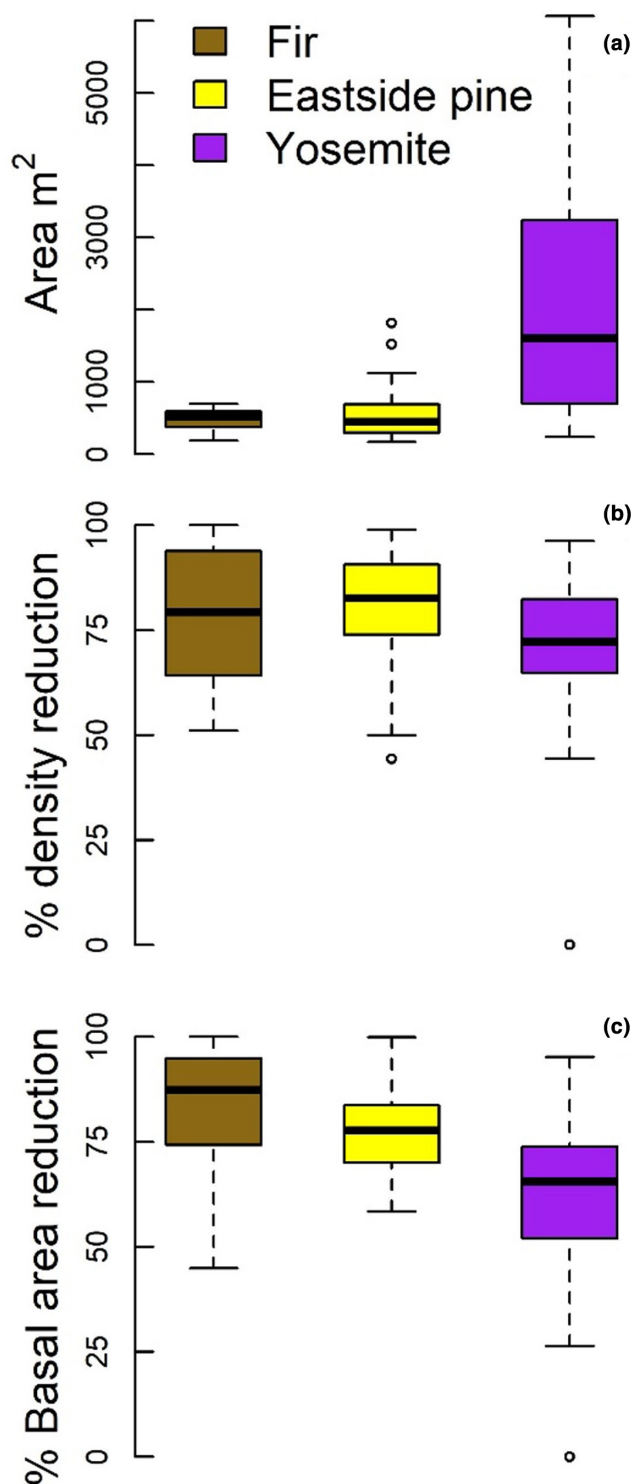 (a)
Fir
Eastside pine
Yosemite
Area m²
5000
3000
1000
0
(b)
% density reduction
100
75
50
25
0
(c)
% Basal area reduction
100
75
50
25
0